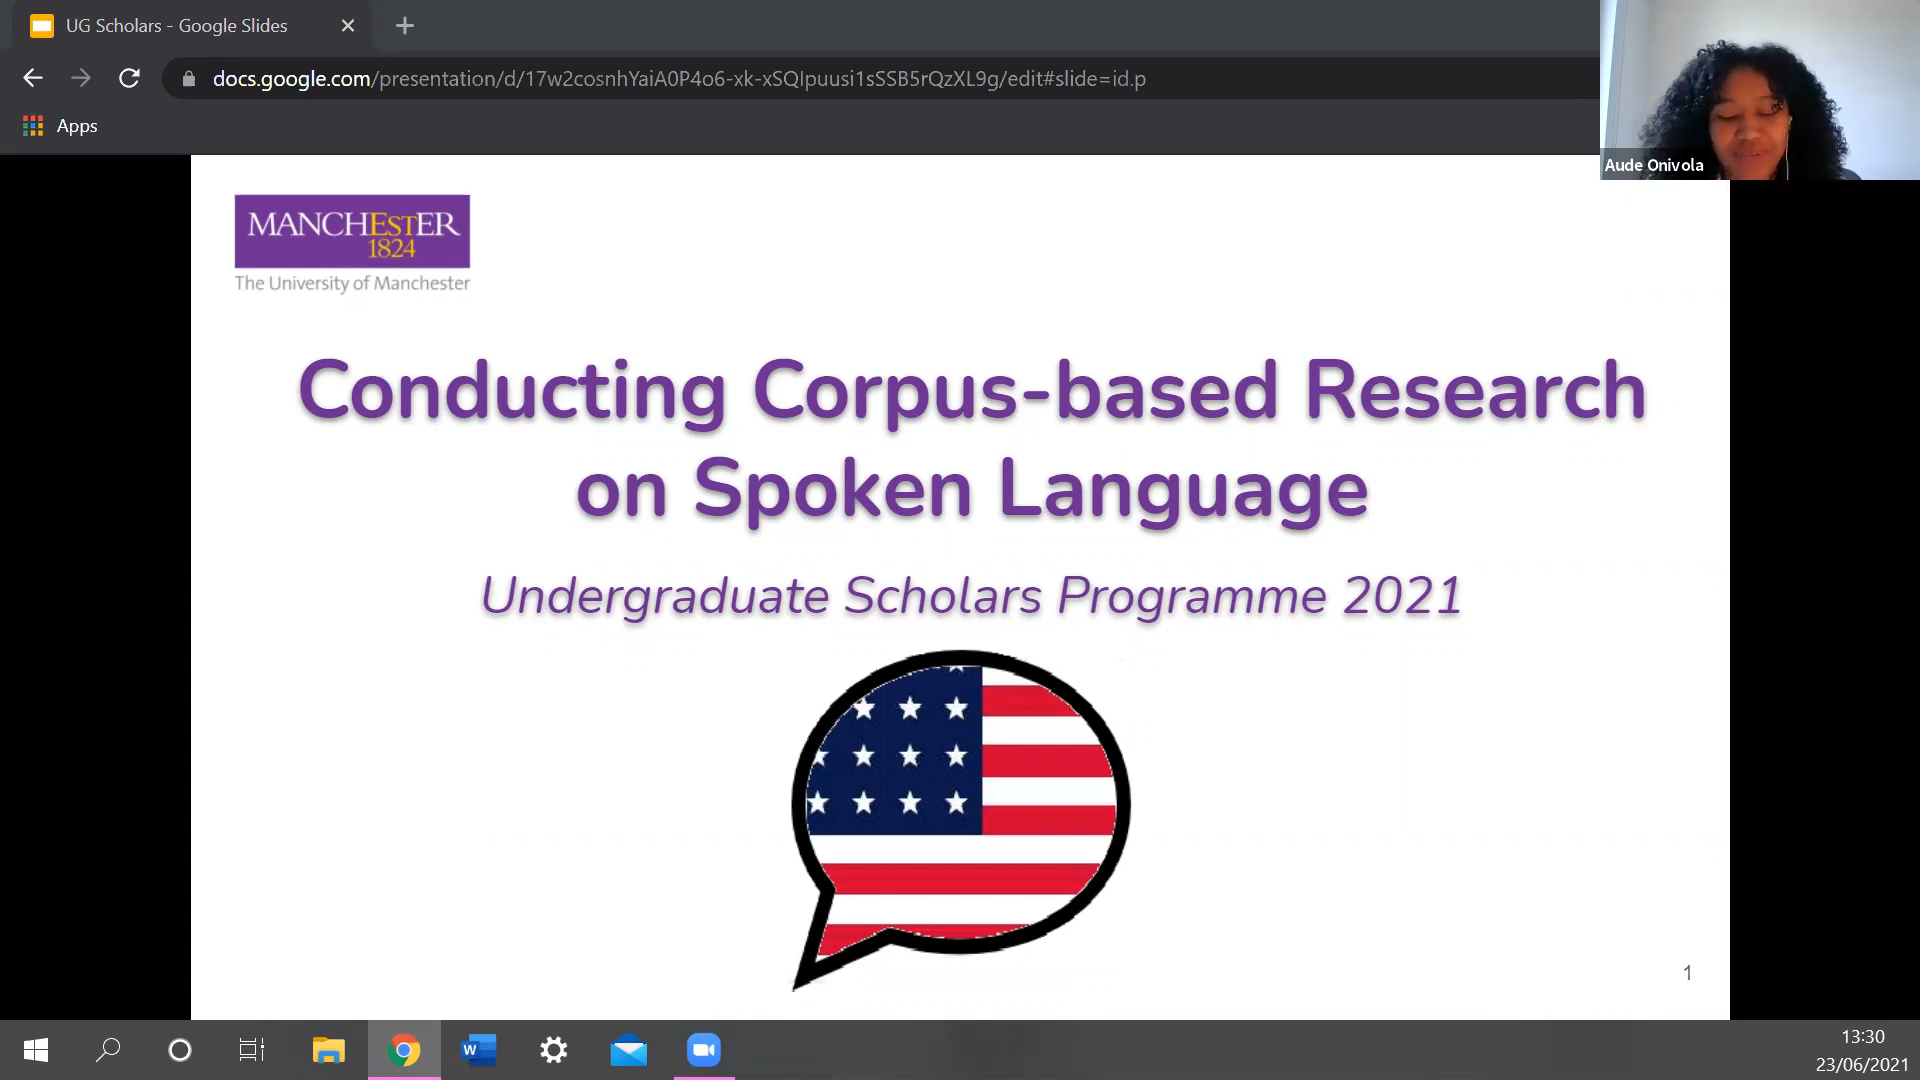 UG Scholars - Google Slides
docs.google.com/presentation/d/17w2cosnhYaiA0P4o6-xk-xSQIpuusi1sSSB5rQzXL9g/edit#slide=id.p
Apps
Aude Onivola
MANCHESTER
1824
The University of Manchester
Conducting Corpus-based Research
on Spoken Language
Undergraduate Scholars Programme 2021
1
W
13:30
23/06/2021